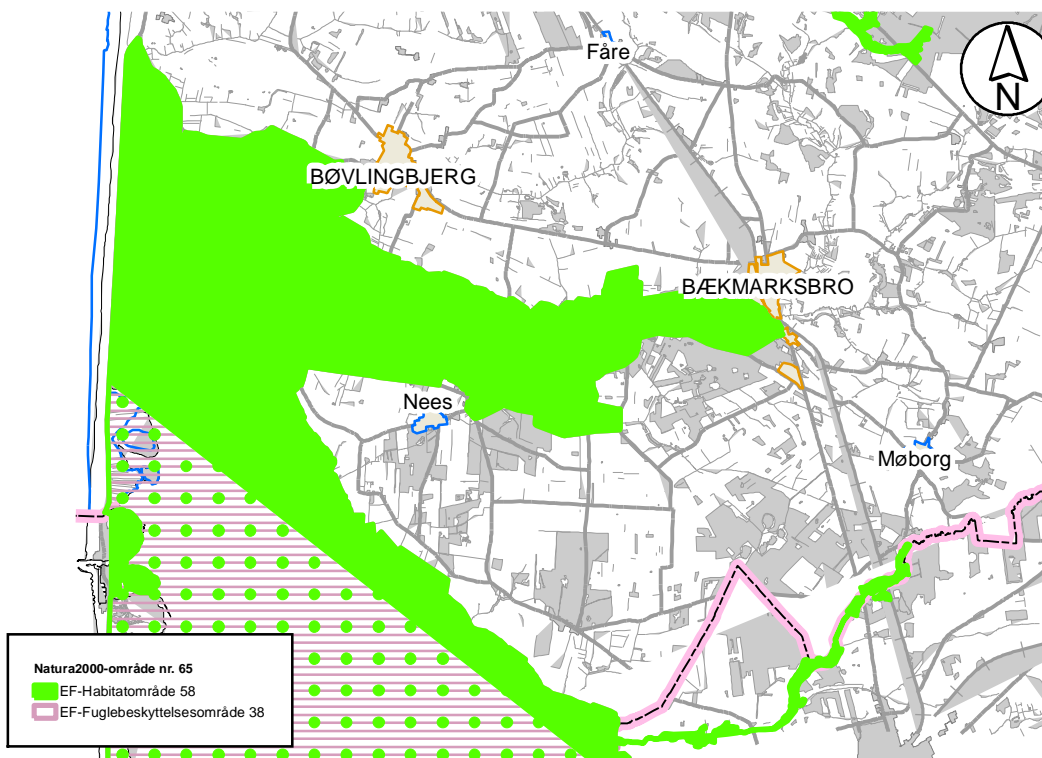 Fåre
N
BØVLINGBJERG
BÆKMARKSBRO
Nees
Møborg
Natura2000-område nr. 65
EF-Habitatområde 58
EF-Fuglebeskyttelsesområde 38